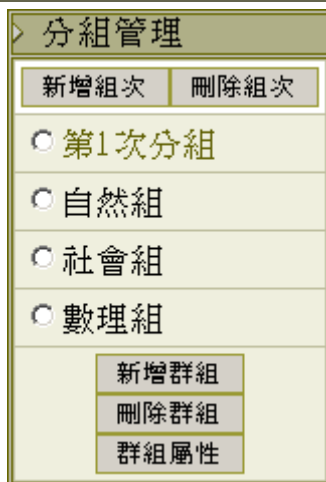 分組管理
新增組次 刪除組次
第1次分組
自然組
社會組
數理組
新增群組
刪除群組
群組屬性